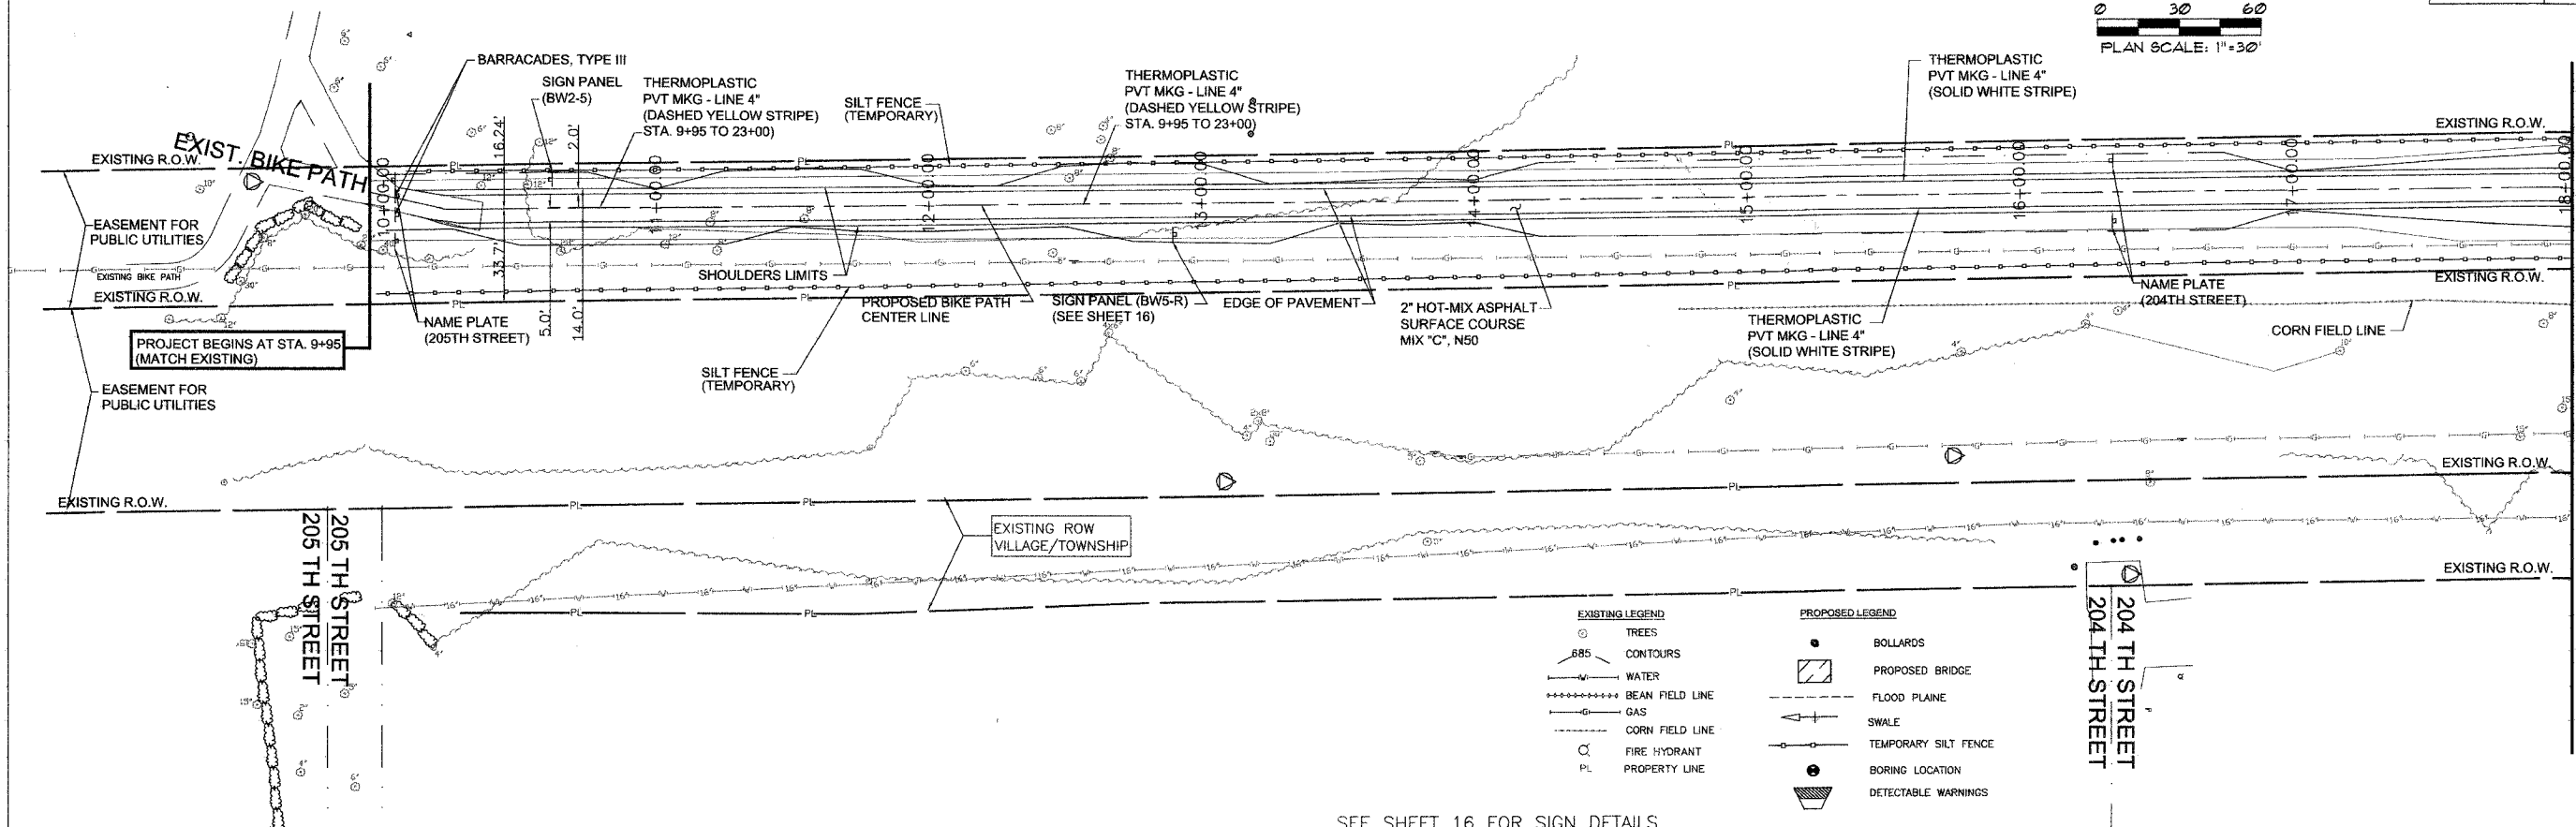 0 30 60
PLAN SCALE: 1"=30'
BARRACADES, TYPE III
SIGN PANEL
(BW2-5)
THERMOPLASTIC
PVT MKG - LINE 4"
(DASHED YELLOW STRIPE)
STA. 9+95 TO 23+00)
SILT FENCE
(TEMPORARY)
THERMOPLASTIC
PVT MKG - LINE 4"
(DASHED YELLOW STRIPE)
STA. 9+95 TO 23+00)
THERMOPLASTIC
PVT MKG - LINE 4"
(SOLID WHITE STRIPE)
EXISTING R.O.W.
EXIST. BIKE PATH
EXISTING R.O.W.
16.24'
2.0'
33.7'
5.0'
14.0'
10+00.00
11+00.00
12+00.00
13+00.00
14+00.00
15+00.00
16+00.00
17+00.00
18+00.00
EASEMENT FOR
PUBLIC UTILITIES
EXISTING BIKE PATH
EXISTING R.O.W.
SHOULDERS LIMITS
PROPOSED BIKE PATH
CENTER LINE
SIGN PANEL (BW5-R)
(SEE SHEET 16)
EDGE OF PAVEMENT
2" HOT-MIX ASPHALT
SURFACE COURSE
MIX "C", N50
THERMOPLASTIC
PVT MKG - LINE 4"
(SOLID WHITE STRIPE)
NAME PLATE
(204TH STREET)
EXISTING R.O.W.
CORN FIELD LINE
NAME PLATE
(205TH STREET)
PROJECT BEGINS AT STA. 9+95
(MATCH EXISTING)
SILT FENCE
(TEMPORARY)
EASEMENT FOR
PUBLIC UTILITIES
EXISTING R.O.W.
EXISTING R.O.W.
EXISTING ROW
VILLAGE/TOWNSHIP
EXISTING R.O.W.
205 TH STREET
205 TH STREET
204 TH STREET
204 TH STREET
EXISTING LEGEND
TREES
685 CONTOURS
W WATER
BEAN FIELD LINE
G GAS
CORN FIELD LINE
FIRE HYDRANT
PL PROPERTY LINE
PROPOSED LEGEND
BOLLARDS
PROPOSED BRIDGE
FLOOD PLAINE
SWALE
TEMPORARY SILT FENCE
BORING LOCATION
DETECTABLE WARNINGS
SEE SHEET 16 FOR SIGN DETAILS